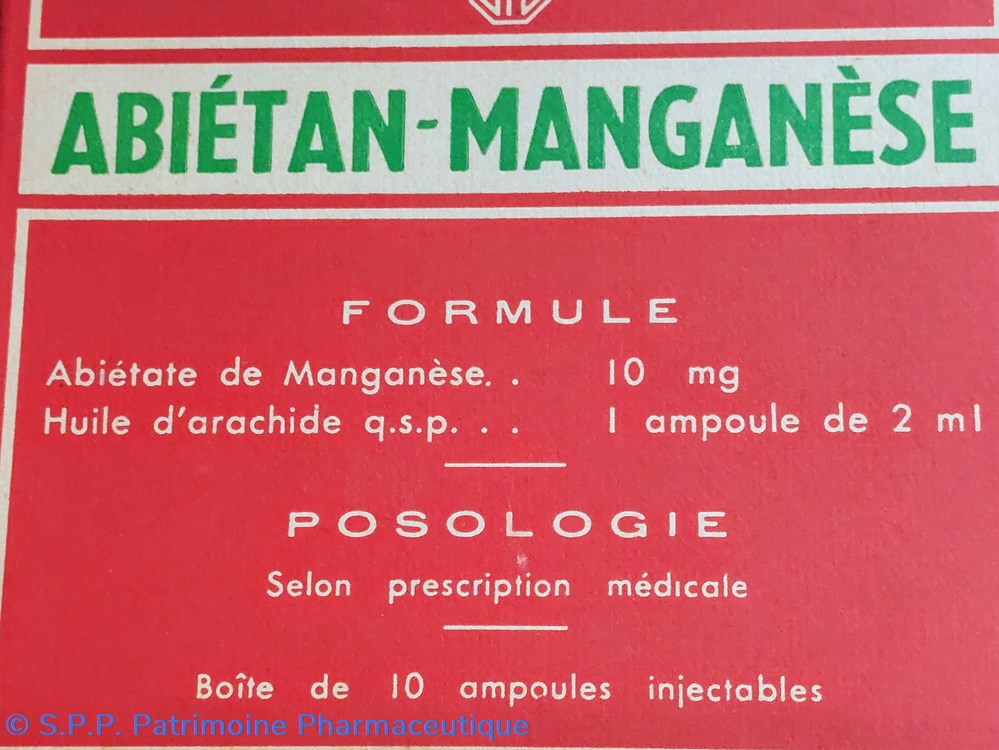 ABIÉTAN-MANGANÈSE
FORMULE
Abiétate de Manganèse. . 10 mg
Huile d'arachide q.s.p. . . 1 ampoule de 2 ml
POSOLOGIE
Selon prescription médicale
Boîte de 10 ampoules injectables
© S.P.P. Patrimoine Pharmaceutique